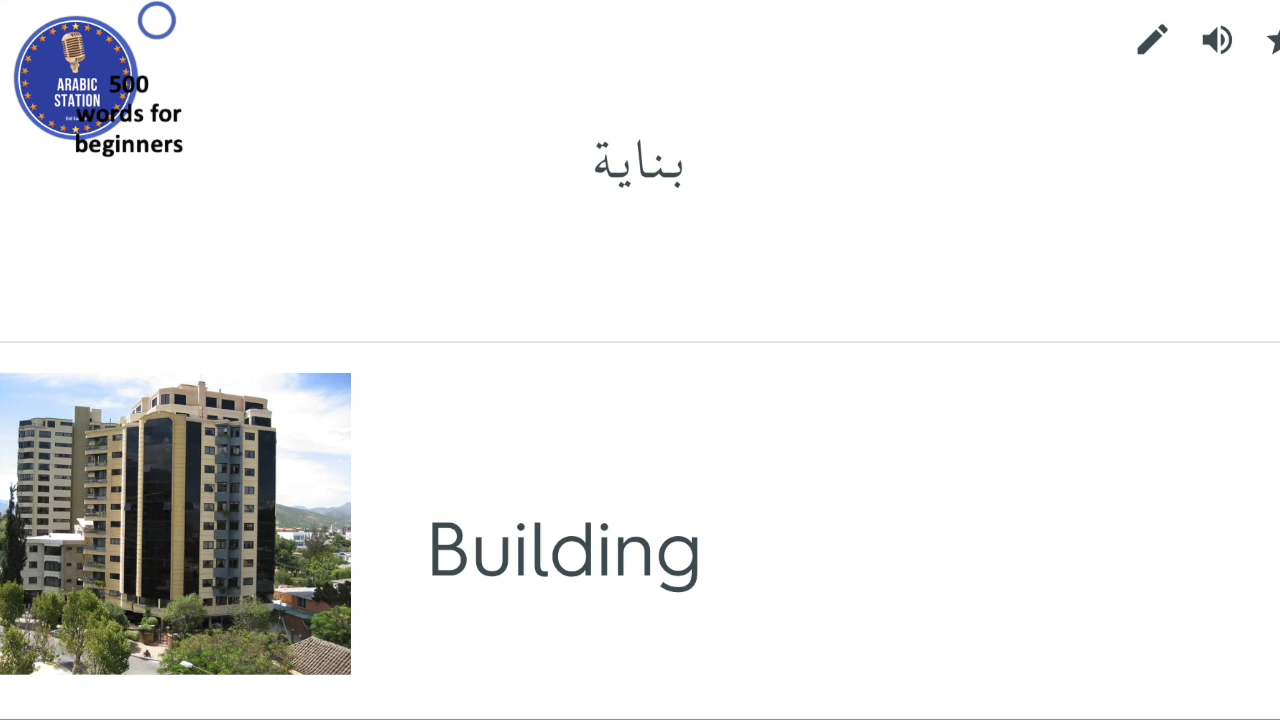 ARABIC
STATION
500
words for
beginners
بناية
Building